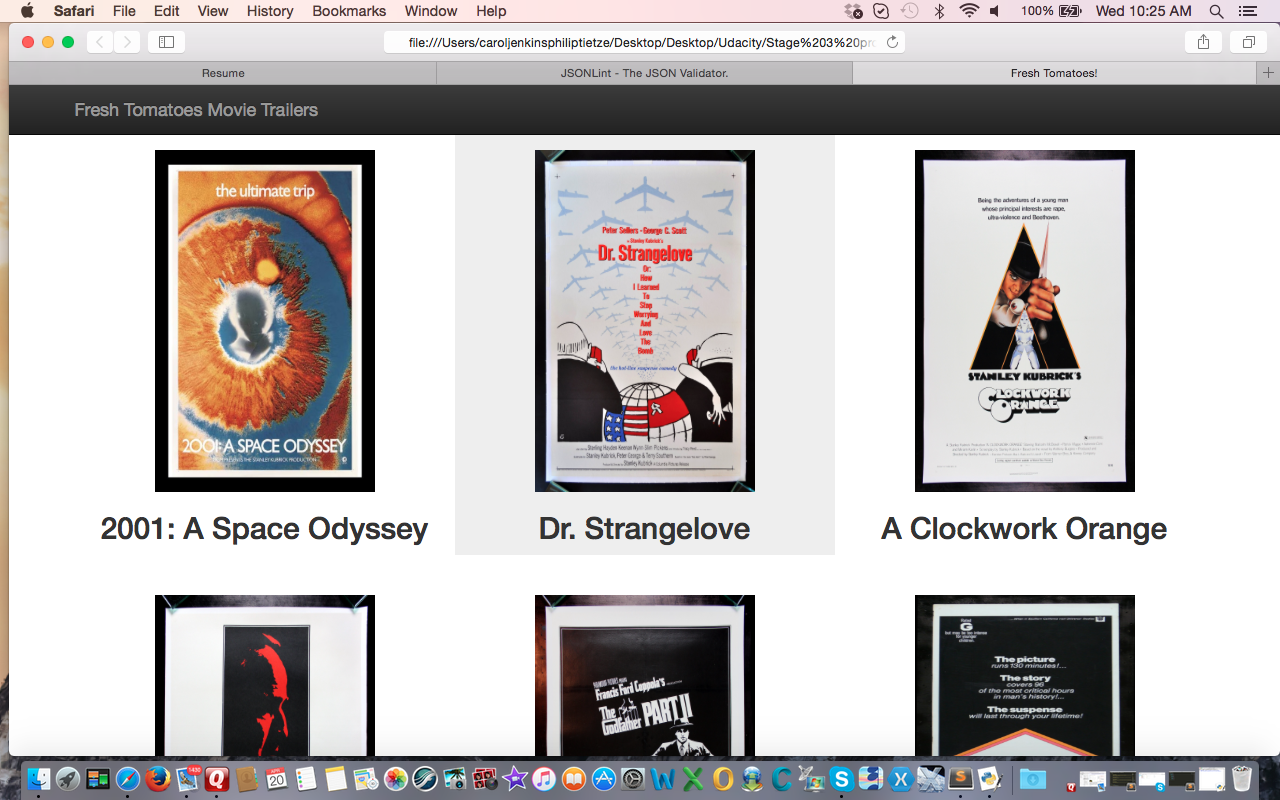 Safari File Edit View History Bookmarks Window Help 100% Wed 10:25 AM
file:///Users/caroljenkinsphiliptietze/Desktop/Desktop/Udacity/Stage%203%20pro
Resume JSONLint - The JSON Validator. Fresh Tomatoes!
Fresh Tomatoes Movie Trailers
the ultimate trip
2001: A SPACE ODYSSEY
Peter Sellers · George C. Scott
Stanley Kubrick's
Dr. Strangelove
Or:
How
I Learned
To
Stop
Worrying
And
Love
The
Bomb
the hot-line suspense comedy
Being the adventures of a young man
whose principal interests are rape,
ultra-violence and Beethoven.
STANLEY KUBRICK'S
CLOCKWORK
ORANGE
2001: A Space Odyssey
Dr. Strangelove
A Clockwork Orange
Francis Ford Coppola's
The
Godfather PART II
G
The picture
runs 130 minutes!...
The story
covers 96
of the most critical hours
in man's history!...
The suspense
will last through your lifetime!
1430
APR
20